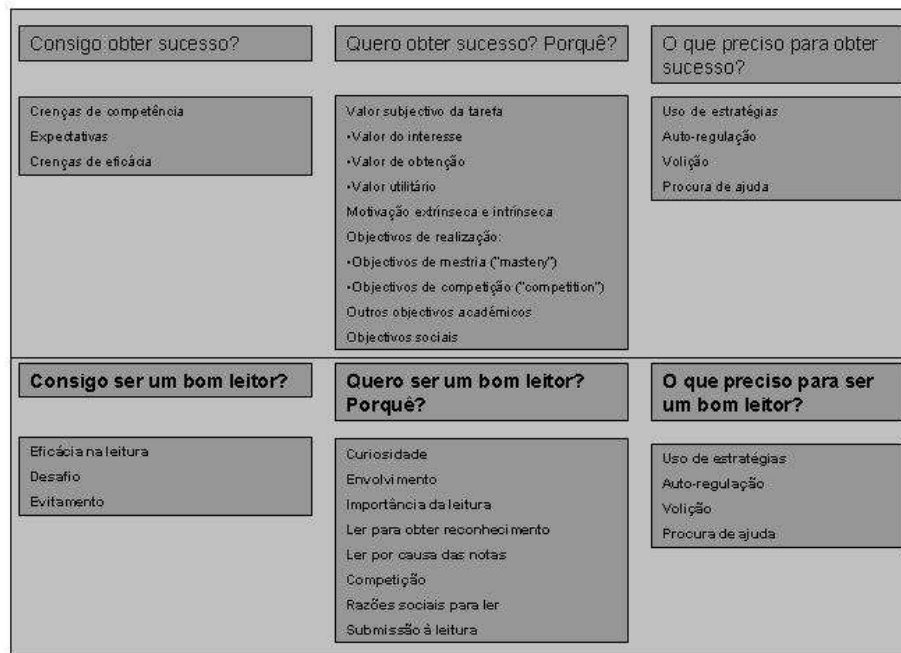 Consigo obter sucesso?
Crenças de competência
Expectativas
Crenças de eficácia
Quero obter sucesso? Porquê?
Valor subjectivo da tarefa
•Valor do interesse
•Valor de obtenção
•Valor utilitário
Motivação extrínseca e intrínseca
Objectivos de realização:
•Objectivos de mestria ("mastery")
•Objectivos de competição ("competition")
Outros objectivos académicos
Objectivos sociais
O que preciso para obter
sucesso?
Uso de estratégias
Auto-regulação
Volição
Procura de ajuda
Consigo ser um bom leitor?
Eficácia na leitura
Desafio
Evitamento
Quero ser um bom leitor?
Porquê?
Curiosidade
Envolvimento
Importância da leitura
Ler para obter reconhecimento
Ler por causa das notas
Competição
Razões sociais para ler
Submissão à leitura
O que preciso para ser
um bom leitor?
Uso de estratégias
Auto-regulação
Volição
Procura de ajuda